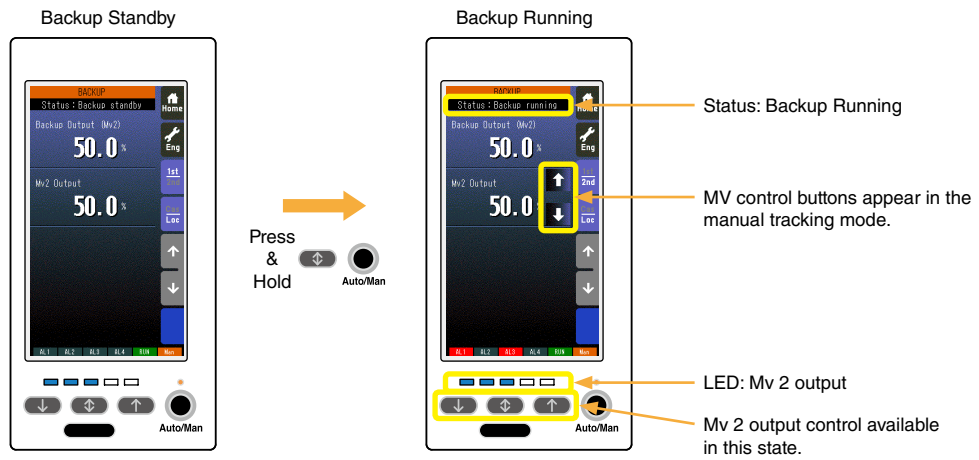 Backup Standby
BACKUP
Status:Backup standby
Home
Backup Output (Mv2)
50.0 %
Eng
1st
2nd
Mv2 Output
50.0 %
Cas
Loc
AL1 AL2 AL3 AL4 RUN Man
Auto/Man
Press
&
Hold
Auto/Man
Backup Running
BACKUP
Status:Backup running
Home
Backup Output (Mv2)
50.0 %
Eng
1st
2nd
Mv2 Output
50.0 %
Cas
Loc
AL1 AL2 AL3 AL4 RUN Man
Auto/Man
Status: Backup Running
MV control buttons appear in the
manual tracking mode.
LED: Mv 2 output
Mv 2 output control available
in this state.